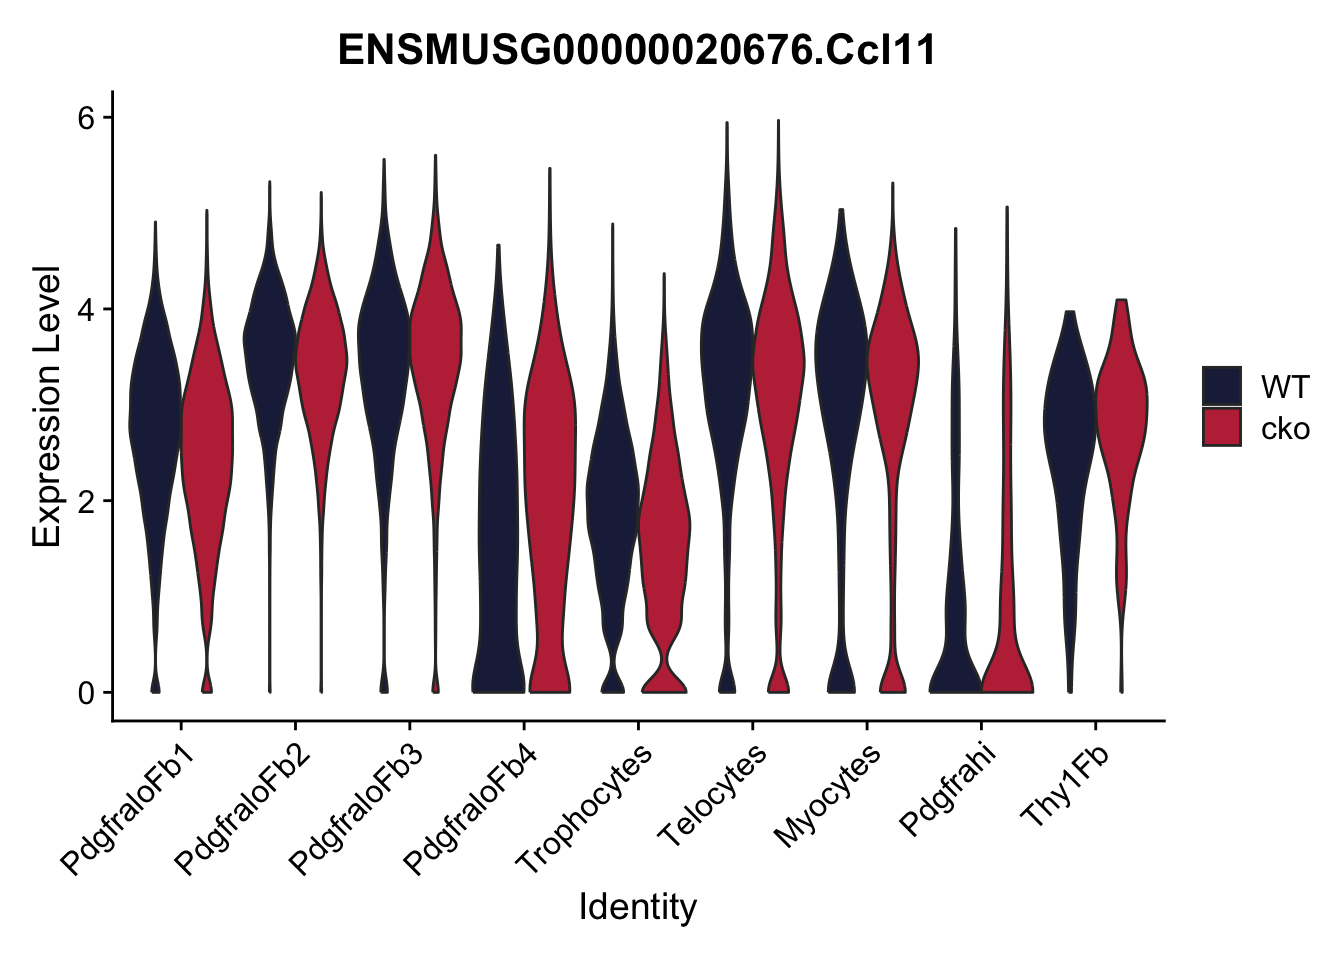 ENSMUSG00000020676.Ccl11
Expression Level
6
4
2
0
WT
cko
PdgfraloFb1
PdgfraloFb2
PdgfraloFb3
PdgfraloFb4
Trophocytes
Telocytes
Myocytes
Pdgfrahi
Thy1Fb
Identity